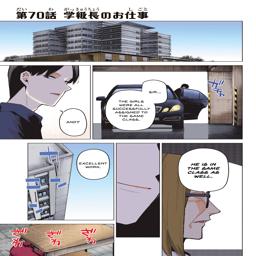 第70話 学級長のお仕事
SIR...
THE GIRLS
WERE ALL
SUCCESSFULLY
ASSIGNED TO
THE SAME
CLASS.
AND?
EXCELLENT
WORK.
HE IS IN
THE SAME
CLASS AS
WELL.